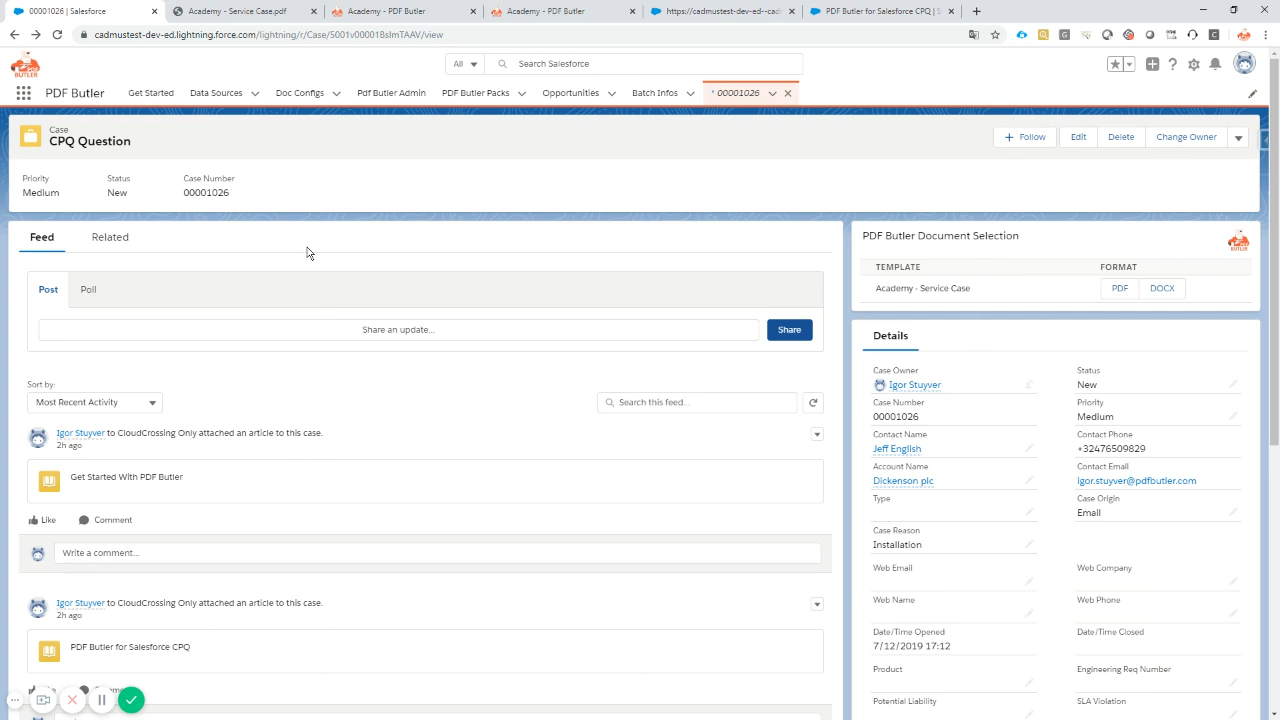 00001026 | Salesforce
Academy - Service Case.pdf
Academy - PDF Butler
Academy - PDF Butler
https://cadmustest-dev-ed--cadm
PDF Butler for Salesforce CPQ | S
cadmustest-dev-ed.lightning.force.com/lightning/r/Case/5001v00001BsImTAAV/view
PDF BUTLER
All
Search Salesforce
PDF Butler
Get Started
Data Sources
Doc Configs
Pdf Butler Admin
PDF Butler Packs
Opportunities
Batch Infos
* 00001026
Case
CPQ Question
Follow
Edit
Delete
Change Owner
Priority
Status
Case Number
Medium
New
00001026
Feed
Related
Post
Poll
Share an update...
Share
Sort by:
Most Recent Activity
Search this feed...
Igor Stuyver to CloudCrossing Only attached an article to this case.
2h ago
Get Started With PDF Butler
Like
Comment
Write a comment...
Igor Stuyver to CloudCrossing Only attached an article to this case.
2h ago
PDF Butler for Salesforce CPQ
PDF Butler Document Selection
BUTLER
TEMPLATE
FORMAT
Academy - Service Case
PDF
DOCX
Details
Case Owner
Status
Igor Stuyver
New
Case Number
Priority
00001026
Medium
Contact Name
Contact Phone
Jeff English
+32476509829
Account Name
Contact Email
Dickenson plc
igor.stuyver@pdfbutler.com
Type
Case Origin
Email
Case Reason
Installation
Web Email
Web Company
Web Name
Web Phone
Date/Time Opened
Date/Time Closed
7/12/2019 17:12
Product
Engineering Req Number
Potential Liability
SLA Violation